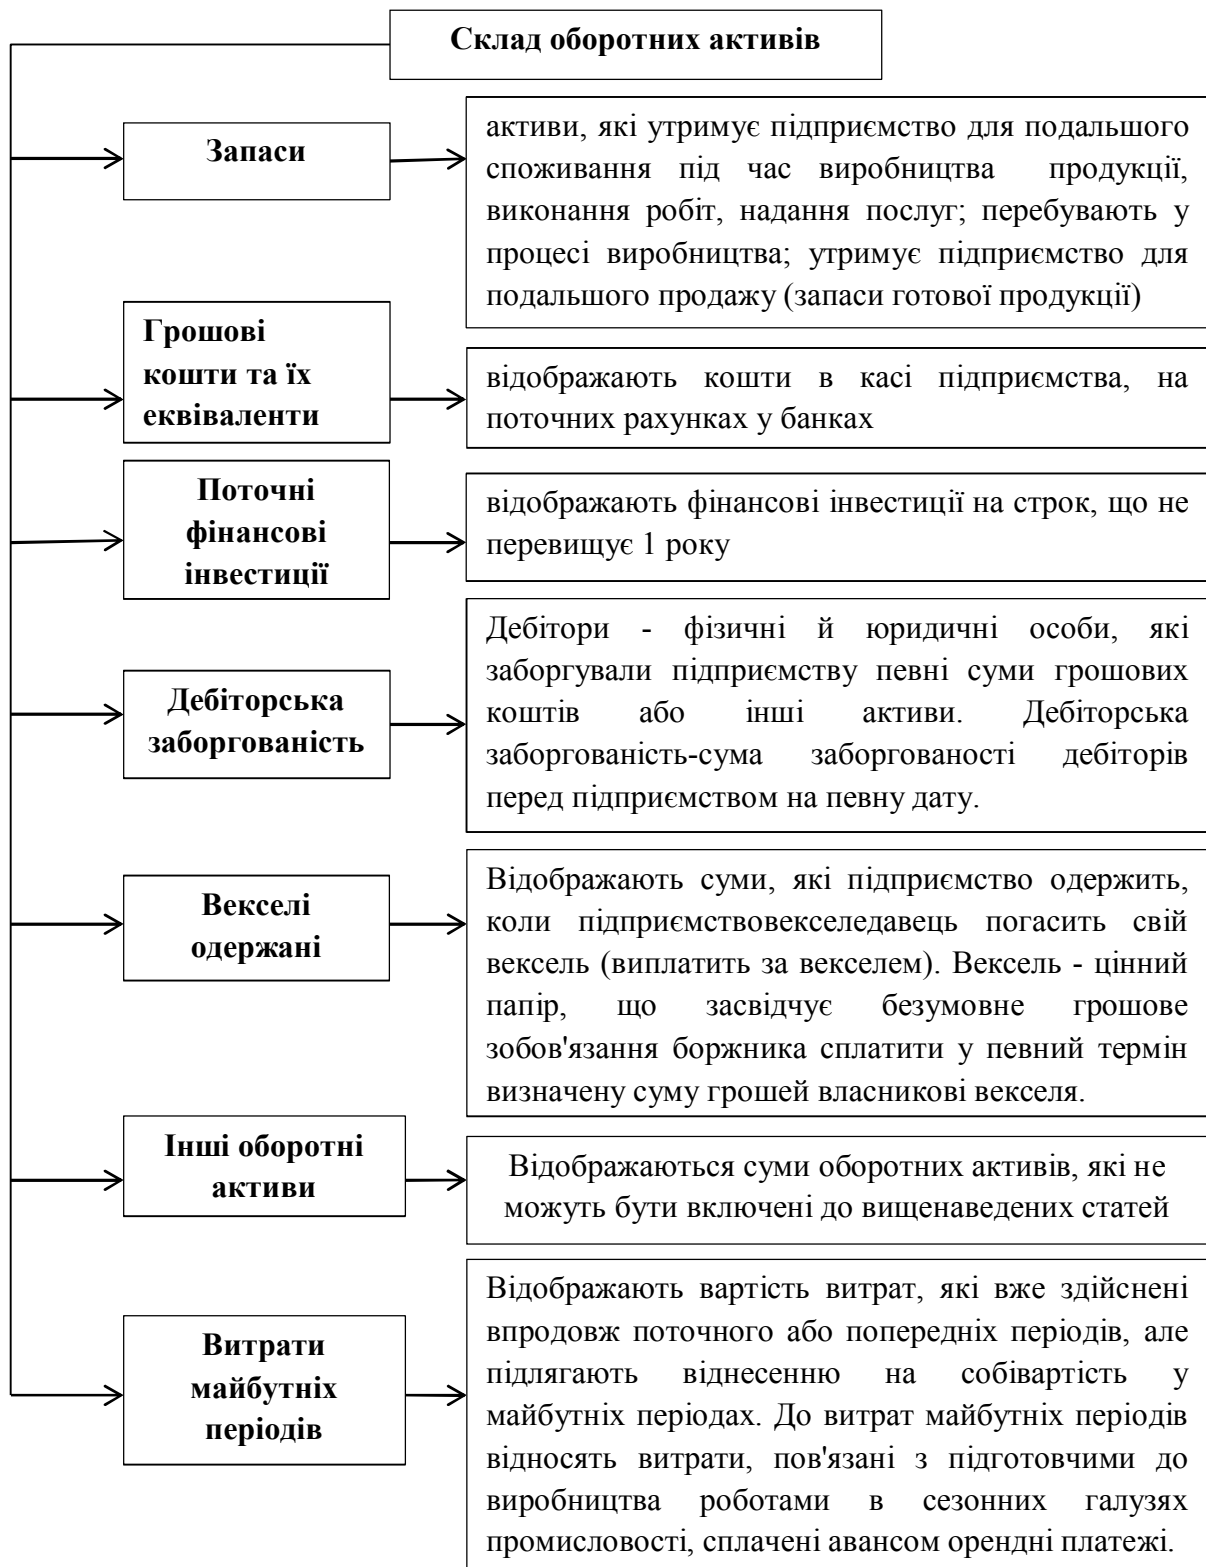 Склад оборотних активів
Запаси
активи, які утримує підприємство для подальшого
споживання під час виробництва продукції,
виконання робіт, надання послуг; перебувають у
процесі виробництва; утримує підприємство для
подальшого продажу (запаси готової продукції)
Грошові
кошти та їх
еквіваленти
відображають кошти в касі підприємства, на
поточних рахунках у банках
Поточні
фінансові
інвестиції
відображають фінансові інвестиції на строк, що не
перевищує 1 року
Дебіторська
заборгованість
Дебітори - фізичні й юридичні особи, які
заборгували підприємству певні суми грошових
коштів або інші активи. Дебіторська
заборгованість-сума заборгованості дебіторів
перед підприємством на певну дату.
Векселі
одержані
Відображають суми, які підприємство одержить,
коли підприємствовекселедавець погасить свій
вексель (виплатить за векселем). Вексель - цінний
папір, що засвідчує безумовне грошове
зобов'язання боржника сплатити у певний термін
визначену суму грошей власникові векселя.
Інші оборотні
активи
Відображаються суми оборотних активів, які не
можуть бути включені до вищенаведених статей
Витрати
майбутніх
періодів
Відображають вартість витрат, які вже здійснені
впродовж поточного або попередніх періодів, але
підлягають віднесенню на собівартість у
майбутніх періодах. До витрат майбутніх періодів
відносять витрати, пов'язані з підготовчими до
виробництва роботами в сезонних галузях
промисловості, сплачені авансом орендні платежі.